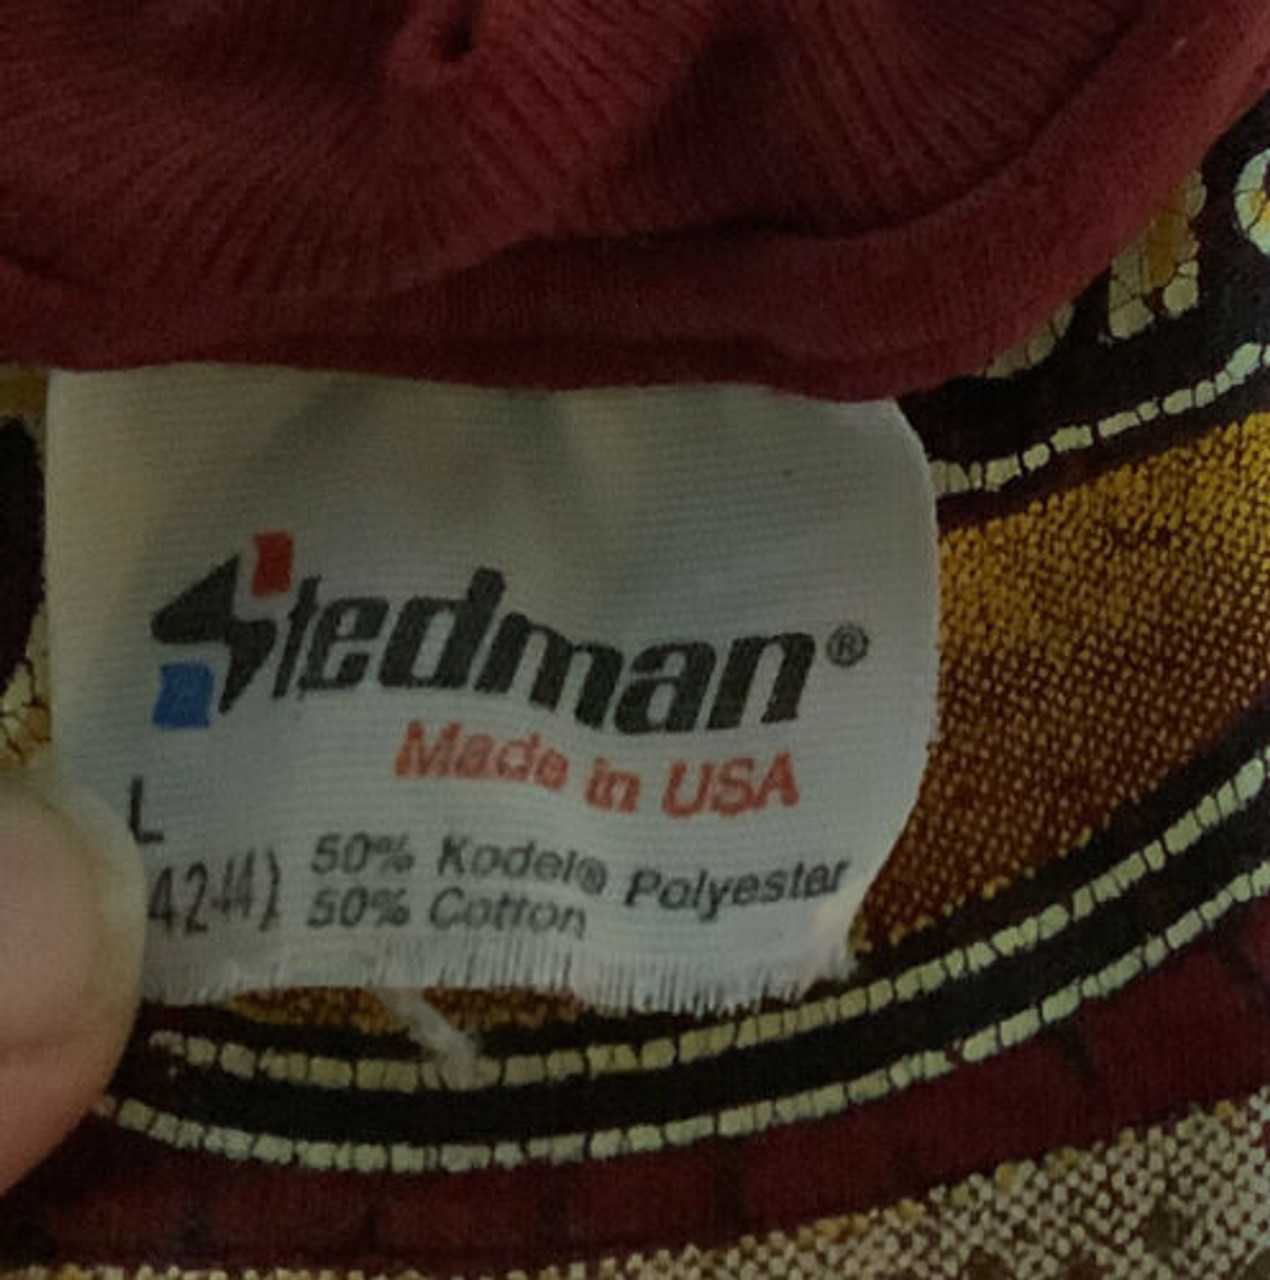 Stedman®
Made in USA
L
50% Kodel® Polyester
(42-44) 50% Cotton